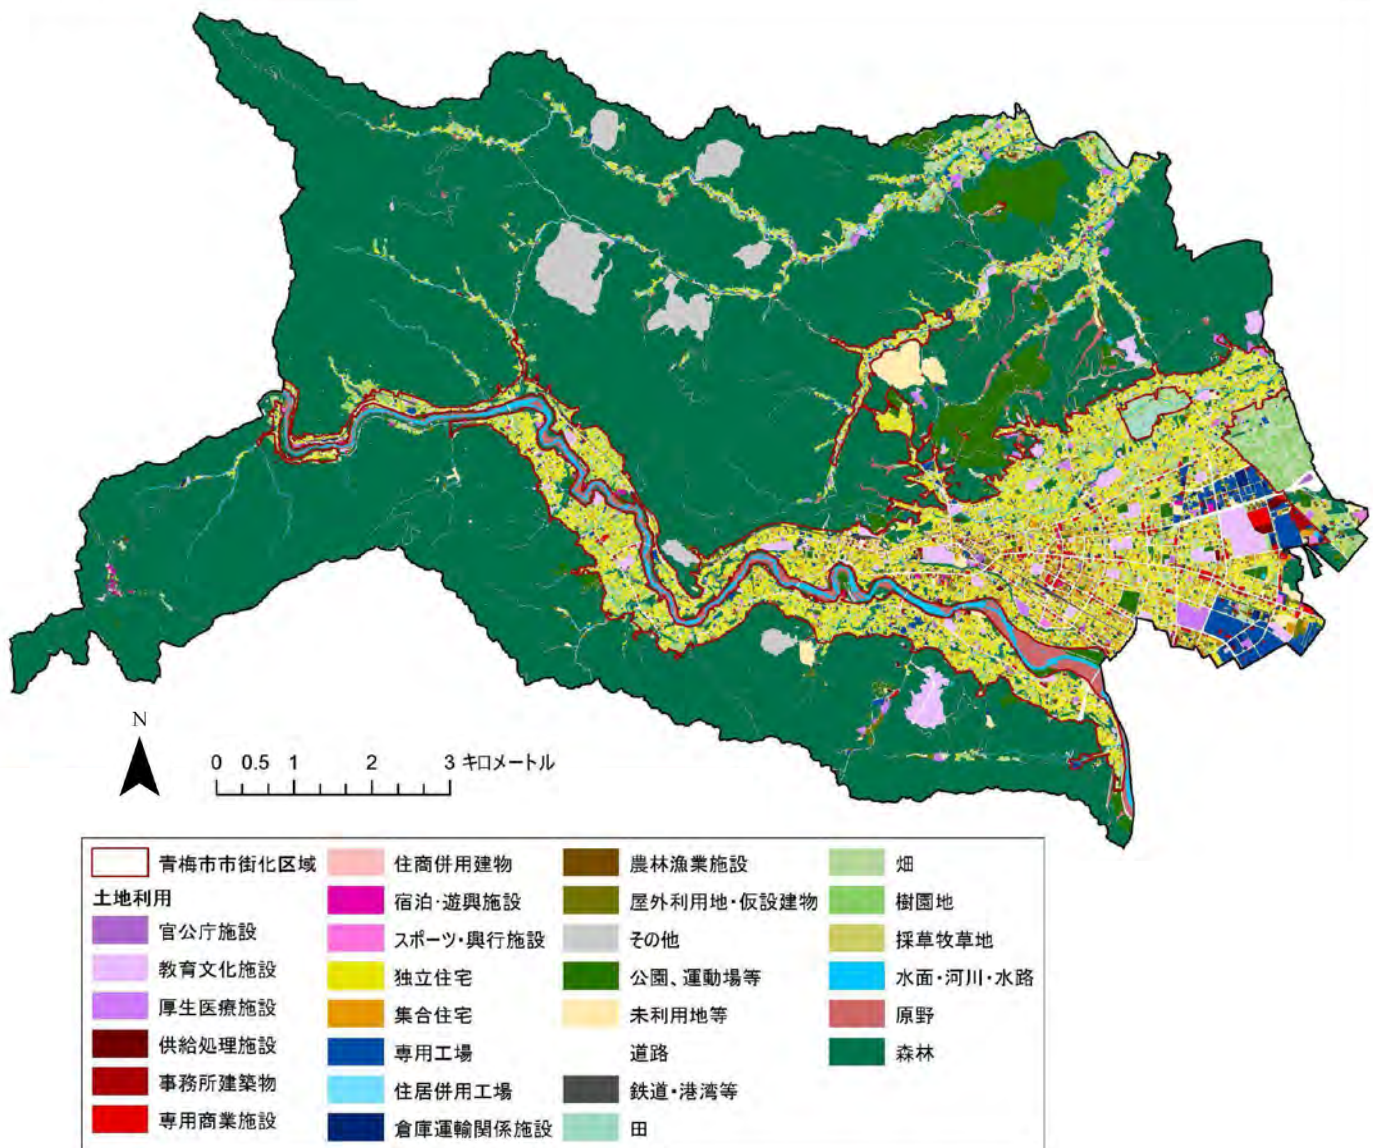 N
0 0.5 1 2 3 キロメートル
青梅市市街化区域
土地利用
官公庁施設
教育文化施設
厚生医療施設
供給処理施設
事務所建築物
専用商業施設
住商併用建物
宿泊・遊興施設
スポーツ・興行施設
独立住宅
集合住宅
専用工場
住居併用工場
倉庫運輸関係施設
農林漁業施設
屋外利用地・仮設建物
その他
公園、運動場等
未利用地等
道路
鉄道・港湾等
田
畑
樹園地
採草牧草地
水面・河川・水路
原野
森林